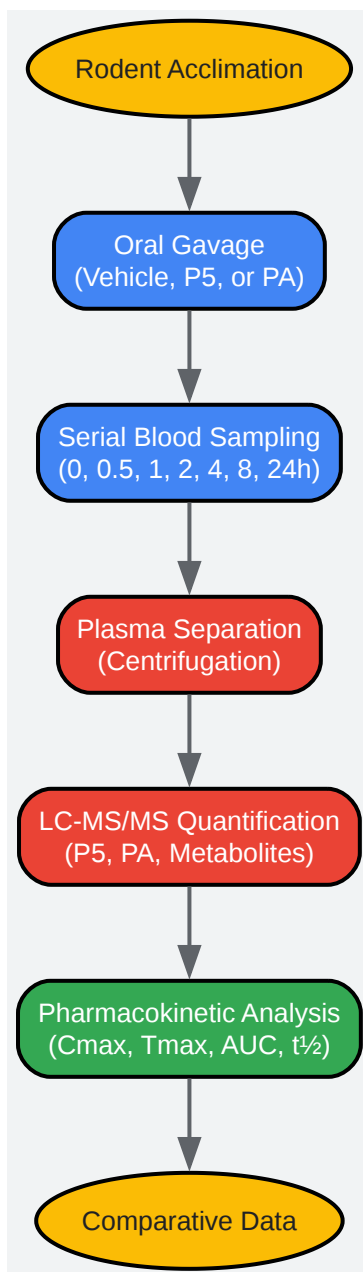 Rodent Acclimation
Oral Gavage
(Vehicle, P5, or PA)
Serial Blood Sampling
(0, 0.5, 1, 2, 4, 8, 24h)
Plasma Separation
(Centrifugation)
LC-MS/MS Quantification
(P5, PA, Metabolites)
Pharmacokinetic Analysis
(Cmax, Tmax, AUC, t½)
Comparative Data